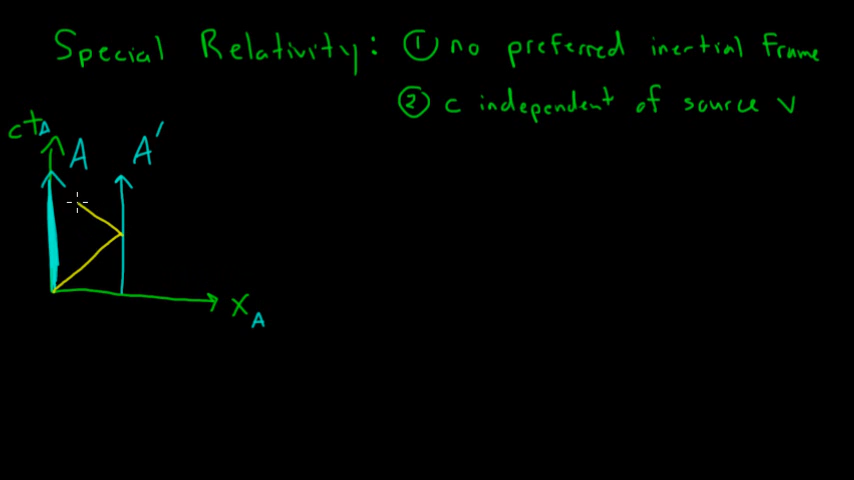 Special Relativity: ① no preferred inertial frame
② c independent of source v
ctA
A
A'
xA